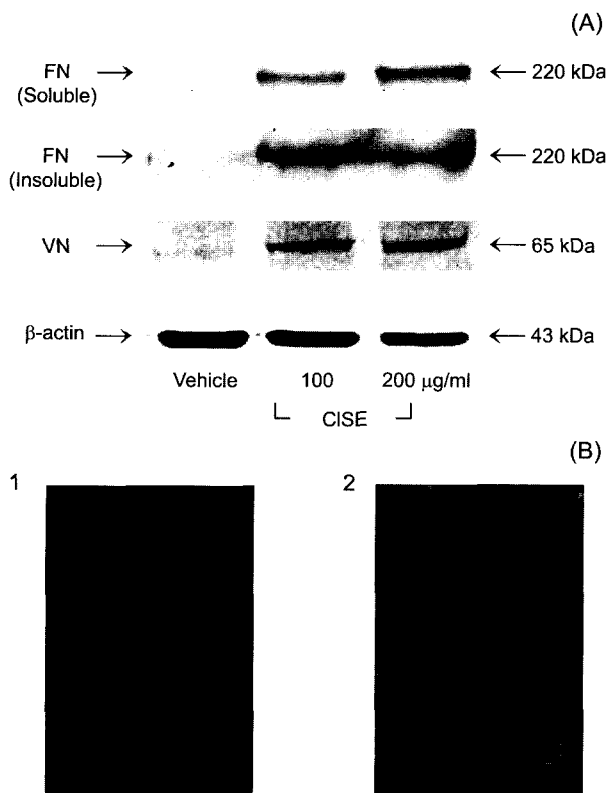 (A)
FN → ← 220 kDa
(Soluble)
FN → ← 220 kDa
(Insoluble)
VN → ← 65 kDa
β-actin → ← 43 kDa
Vehicle 100 200 μg/ml
CISE
(B)
1 2